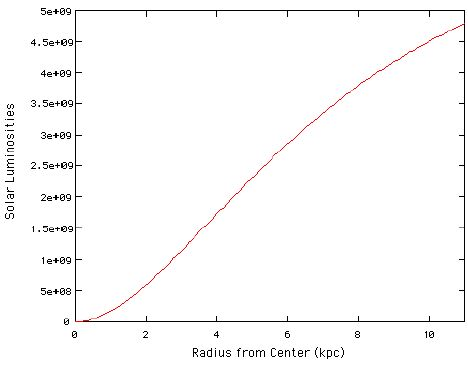 5e+09
4.5e+09
4e+09
3.5e+09
3e+09
2.5e+09
2e+09
1.5e+09
1e+09
5e+08
0
Solar Luminosities
0 2 4 6 8 10
Radius from Center (kpc)